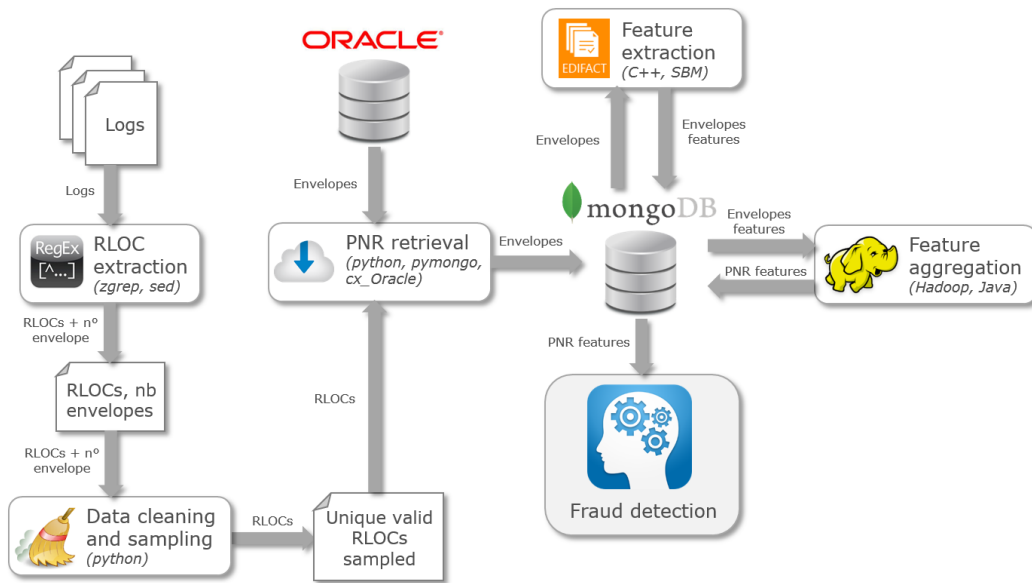 Logs
Logs
RegEx
[^...]
RLOC
extraction
(zgrep, sed)
RLOCs + nº
envelope
RLOCs, nb
envelopes
RLOCs + nº
envelope
Data cleaning
and sampling
(python)
RLOCs
Unique valid
RLOCs
sampled
RLOCs
ORACLE®
Envelopes
PNR retrieval
(python, pymongo,
cx_Oracle)
Envelopes
EDIFACT
Feature
extraction
(C++, SBM)
Envelopes
Envelopes
features
mongoDB
Envelopes
features
PNR features
Feature
aggregation
(Hadoop, Java)
PNR features
Fraud detection